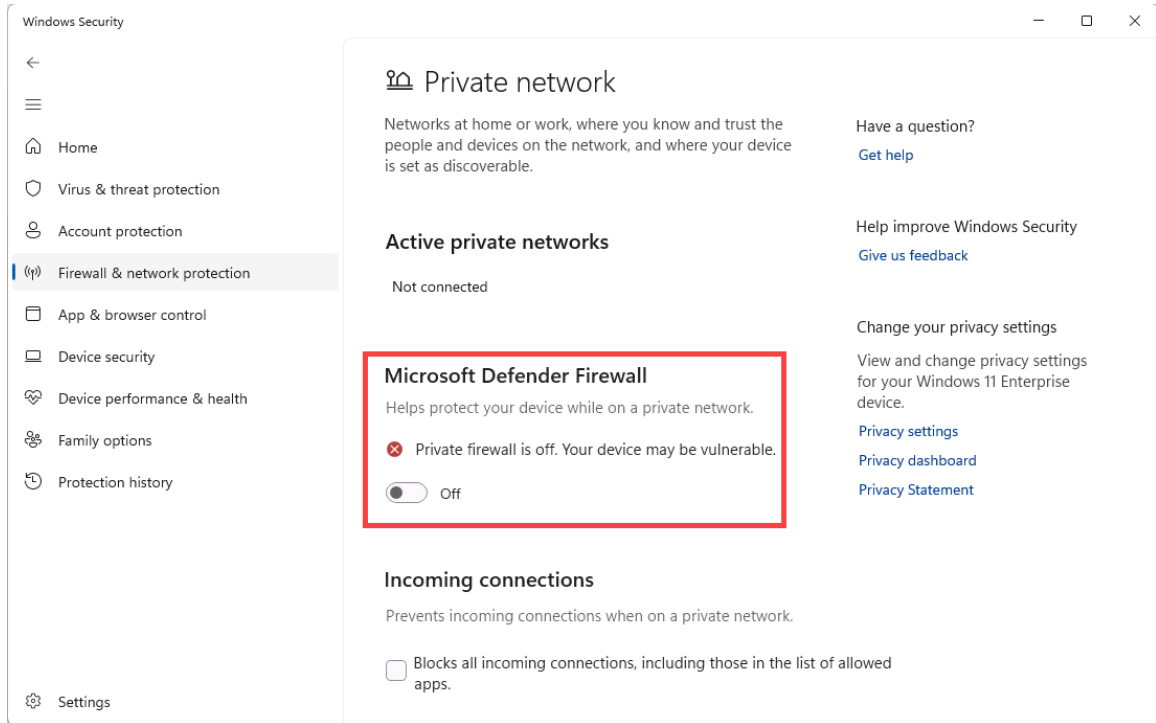 Windows Security
Home
Virus & threat protection
Account protection
Firewall & network protection
App & browser control
Device security
Device performance & health
Family options
Protection history
Settings
Private network
Networks at home or work, where you know and trust the
people and devices on the network, and where your device
is set as discoverable.
Active private networks
Not connected
Microsoft Defender Firewall
Helps protect your device while on a private network.
Private firewall is off. Your device may be vulnerable.
Off
Incoming connections
Prevents incoming connections when on a private network.
Blocks all incoming connections, including those in the list of allowed
apps.
Have a question?
Get help
Help improve Windows Security
Give us feedback
Change your privacy settings
View and change privacy settings
for your Windows 11 Enterprise
device.
Privacy settings
Privacy dashboard
Privacy Statement